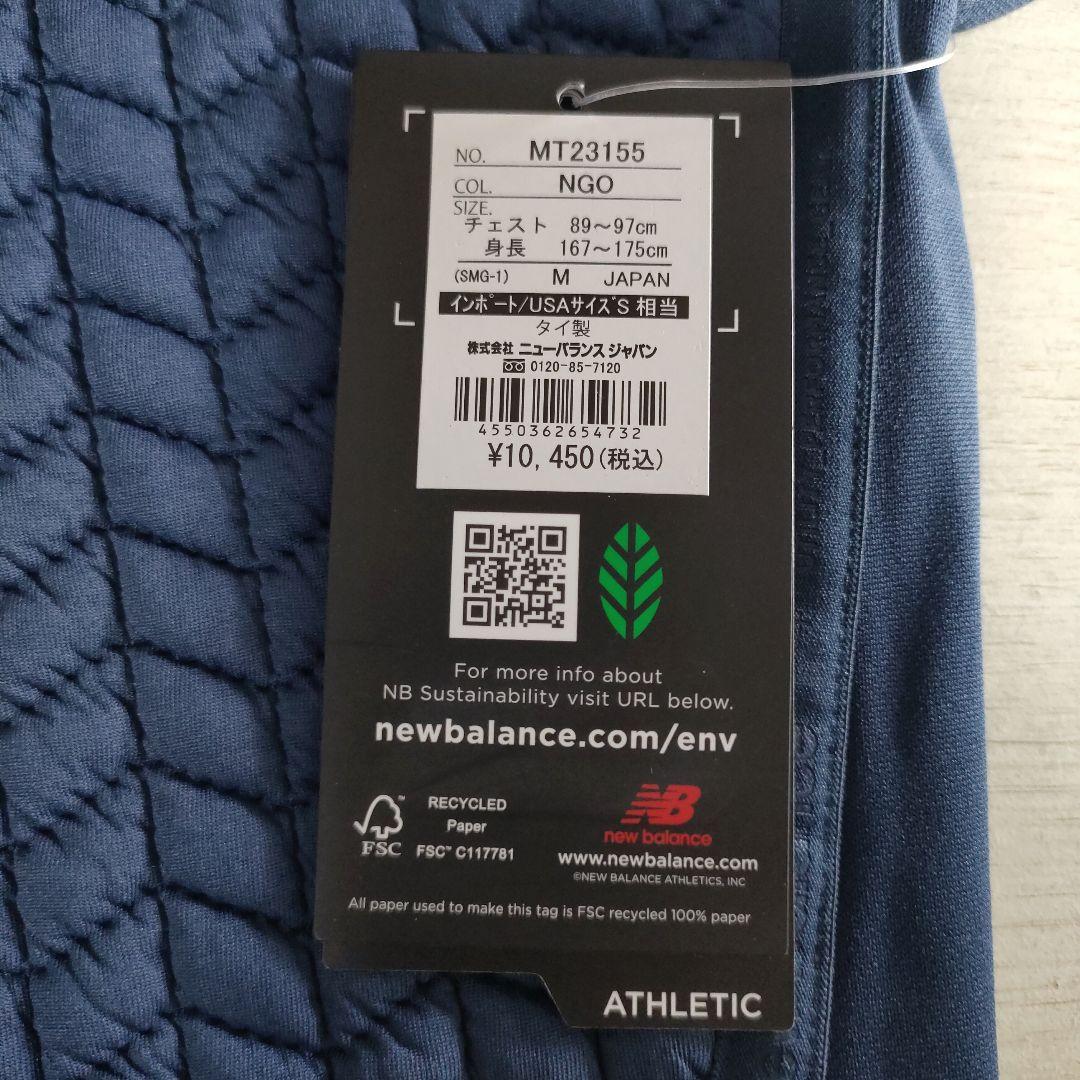 NO. MT23155
COL. NGO
SIZE.
チェスト 89～97cm
身長 167～175cm
(SMG-1) M JAPAN
インポート/USAサイズS 相当
タイ製
株式会社 ニューバランス ジャパン
0120-85-7120
4550362654732
¥10,450(税込)
For more info about
NB Sustainability visit URL below.
newbalance.com/env
FSC™
RECYCLED
Paper
FSC™ C117781
NB
new balance
www.newbalance.com
©NEW BALANCE ATHLETICS, INC
All paper used to make this tag is FSC recycled 100% paper
ATHLETIC